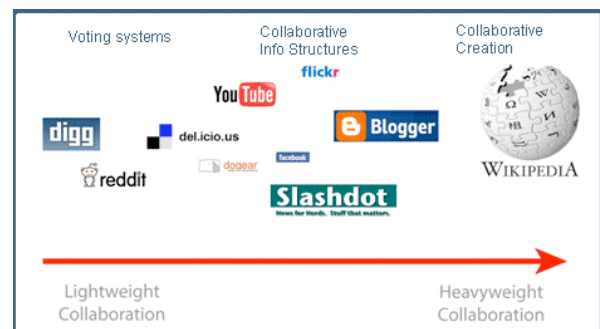 Voting systems
Collaborative
Info Structures
Collaborative
Creation
flickr
YouTube
digg
del.icio.us
Blogger
reddit
dogear
facebook
Slashdot
News for Nerds. Stuff that matters.
WIKIPEDIA
Lightweight
Collaboration
Heavyweight
Collaboration